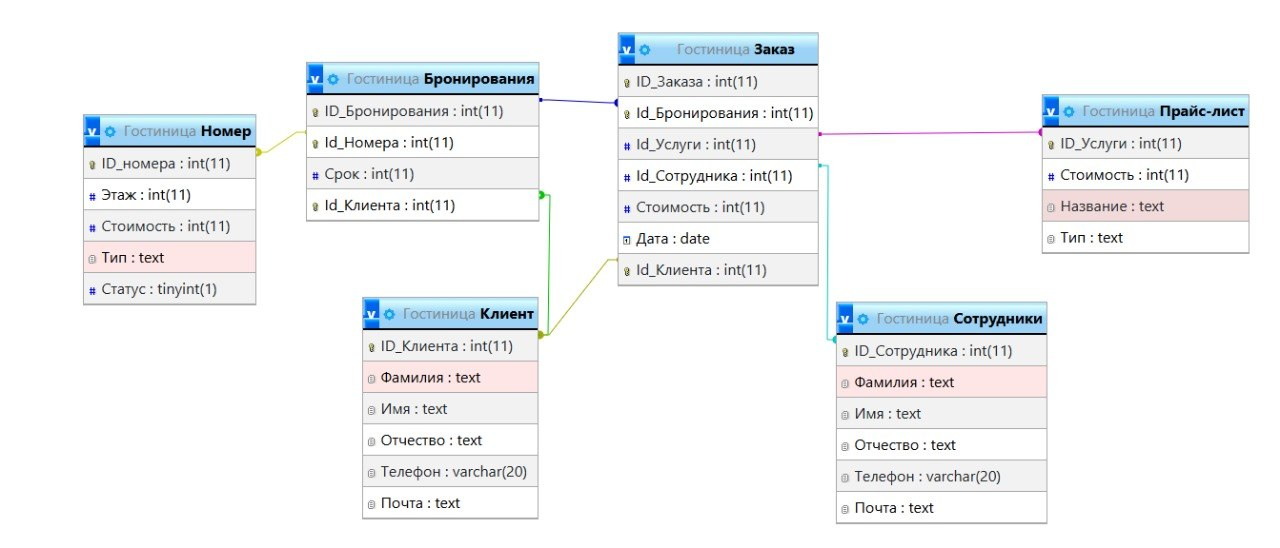 Гостиница Номер
ID_номера : int(11)
Этаж : int(11)
Стоимость : int(11)
Тип : text
Статус : tinyint(1)
Гостиница Бронирования
ID_Бронирования : int(11)
Id_Номера : int(11)
Срок : int(11)
Id_Клиента : int(11)
Гостиница Клиент
ID_Клиента : int(11)
Фамилия : text
Имя : text
Отчество : text
Телефон : varchar(20)
Почта : text
Гостиница Заказ
ID_Заказа : int(11)
Id_Бронирования : int(11)
Id_Услуги : int(11)
Id_Сотрудника : int(11)
Стоимость : int(11)
Дата : date
Id_Клиента : int(11)
Гостиница Сотрудники
ID_Сотрудника : int(11)
Фамилия : text
Имя : text
Отчество : text
Телефон : varchar(20)
Почта : text
Гостиница Прайс-лист
ID_Услуги : int(11)
Стоимость : int(11)
Название : text
Тип : text